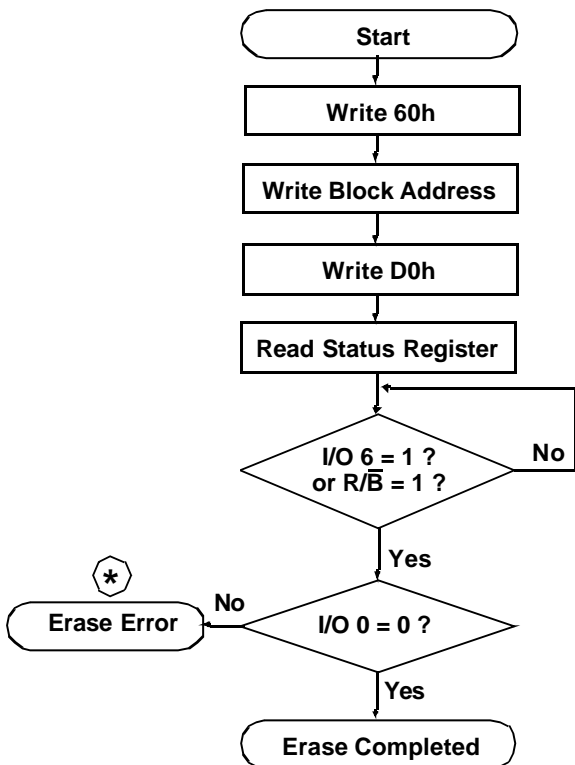 Start
Write 60h
Write Block Address
Write D0h
Read Status Register
I/O 6 = 1 ?
or R/B̅ = 1 ?
No
Yes
*
No
Erase Error
I/O 0 = 0 ?
Yes
Erase Completed